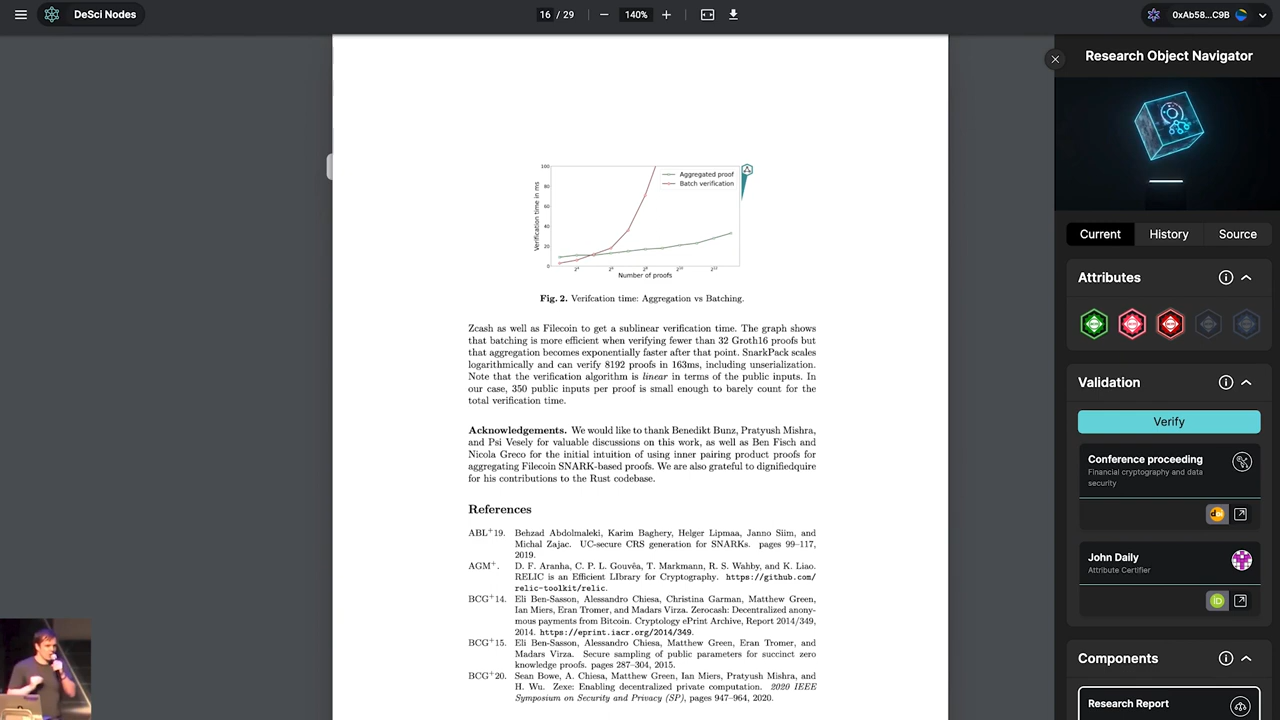 DeSci Nodes
16 / 29
140%
0xAb58...C9B
Research Object Navigator
Current
History
Source
Attributes
Validation
Verify
Conference proceeding
Financial cryptography and data
security
John Daily
Attribute Certifier
iD
Components
Research Report
100
80
60
40
20
0
Verification time in ms
Aggregated proof
Batch verification
2⁴
2⁶
2⁸
2¹⁰
2¹²
Number of proofs
Fig. 2. Verifcation time: Aggregation vs Batching.
Zcash as well as Filecoin to get a sublinear verification time. The graph shows
that batching is more efficient when verifying fewer than 32 Groth16 proofs but
that aggregation becomes exponentially faster after that point. SnarkPack scales
logarithmically and can verify 8192 proofs in 163ms, including unserialization.
Note that the verification algorithm is linear in terms of the public inputs. In
our case, 350 public inputs per proof is small enough to barely count for the
total verification time.
Acknowledgements. We would like to thank Benedikt Bunz, Pratyush Mishra,
and Psi Vesely for valuable discussions on this work, as well as Ben Fisch and
Nicola Greco for the initial intuition of using inner pairing product proofs for
aggregating Filecoin SNARK-based proofs. We are also grateful to dignifiedquire
for his contributions to the Rust codebase.
References
ABL⁺19. Behzad Abdolmaleki, Karim Baghery, Helger Lipmaa, Janno Siim, and
Michal Zajac. UC-secure CRS generation for SNARKs. pages 99–117,
2019.
AGM⁺. D. F. Aranha, C. P. L. Gouvêa, T. Markmann, R. S. Wahby, and K. Liao.
RELIC is an Efficient LIbrary for Cryptography. https://github.com/
relic-toolkit/relic.
BCG⁺14. Eli Ben-Sasson, Alessandro Chiesa, Christina Garman, Matthew Green,
Ian Miers, Eran Tromer, and Madars Virza. Zerocash: Decentralized anony-
mous payments from Bitcoin. Cryptology ePrint Archive, Report 2014/349,
2014. https://eprint.iacr.org/2014/349.
BCG⁺15. Eli Ben-Sasson, Alessandro Chiesa, Matthew Green, Eran Tromer, and
Madars Virza. Secure sampling of public parameters for succinct zero
knowledge proofs. pages 287–304, 2015.
BCG⁺20. Sean Bowe, A. Chiesa, Matthew Green, Ian Miers, Pratyush Mishra, and
H. Wu. Zexe: Enabling decentralized private computation. 2020 IEEE
Symposium on Security and Privacy (SP), pages 947–964, 2020.